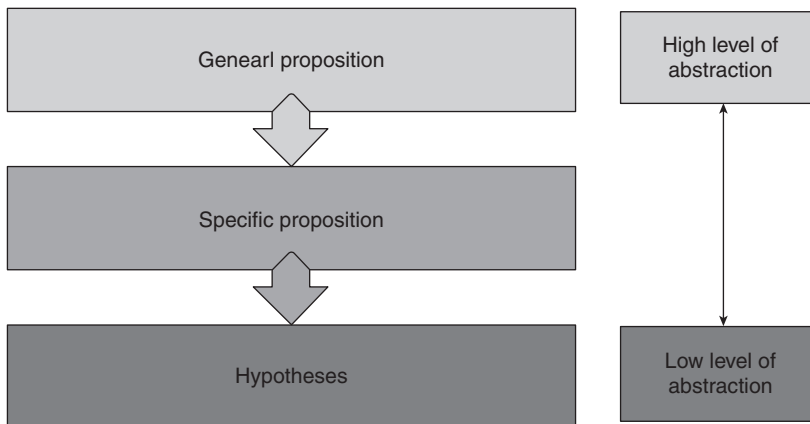 Genearl proposition
High level of
abstraction
Specific proposition
Hypotheses
Low level of
abstraction